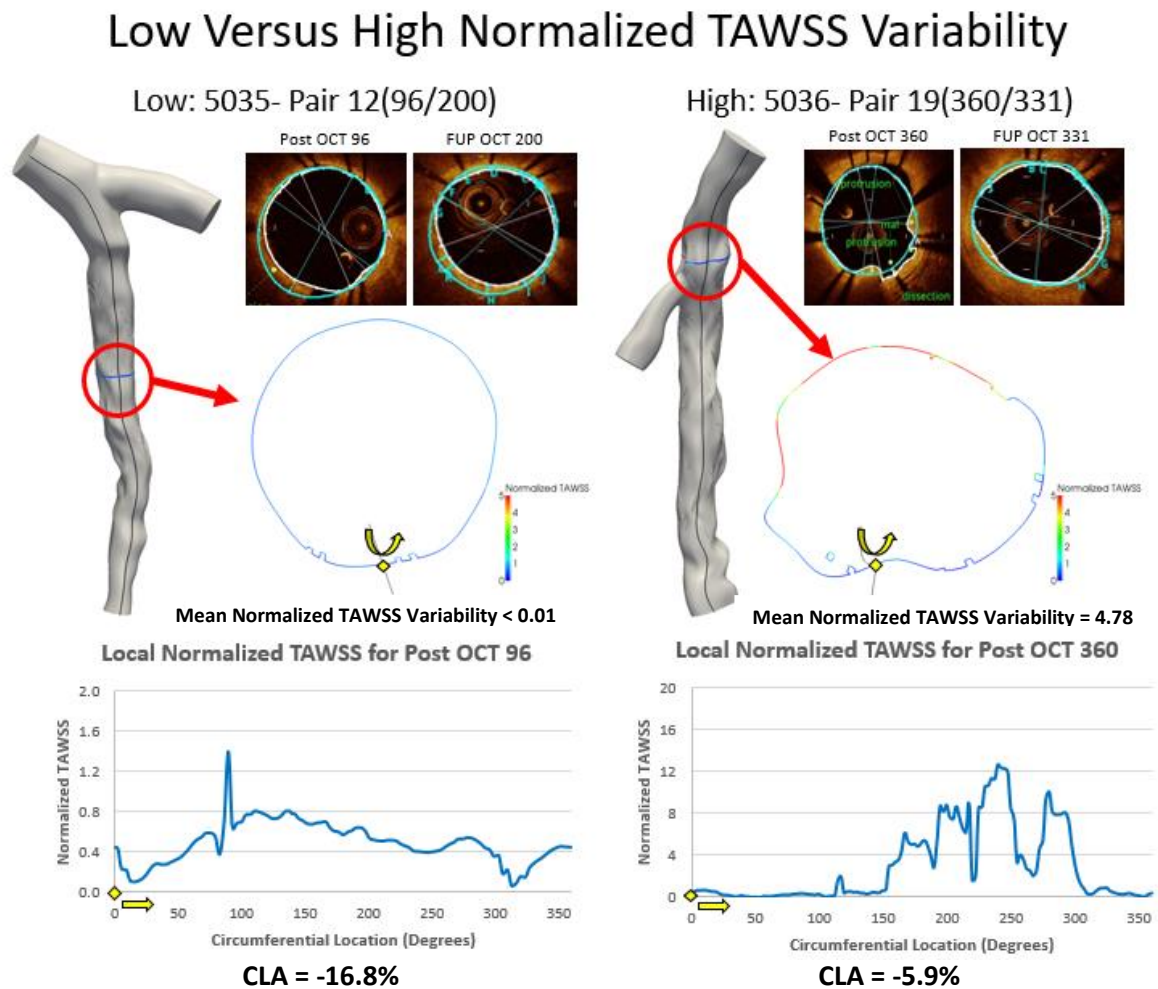 Low Versus High Normalized TAWSS Variability
Low: 5035- Pair 12(96/200)
Post OCT 96
FUP OCT 200
Normalized TAWSS
5
4
3
2
1
0
Mean Normalized TAWSS Variability < 0.01
Local Normalized TAWSS for Post OCT 96
Normalized TAWSS
2.0
1.6
1.2
0.8
0.4
0.0
0 50 100 150 200 250 300 350
Circumferential Location (Degrees)
CLA = -16.8%
High: 5036- Pair 19(360/331)
Post OCT 360
FUP OCT 331
protrusion
mal
protrusion
dissection
Normalized TAWSS
5
4
3
2
1
0
Mean Normalized TAWSS Variability = 4.78
Local Normalized TAWSS for Post OCT 360
Normalized TAWSS
20
16
12
8
4
0
0 50 100 150 200 250 300 350
Circumferential Location (Degrees)
CLA = -5.9%